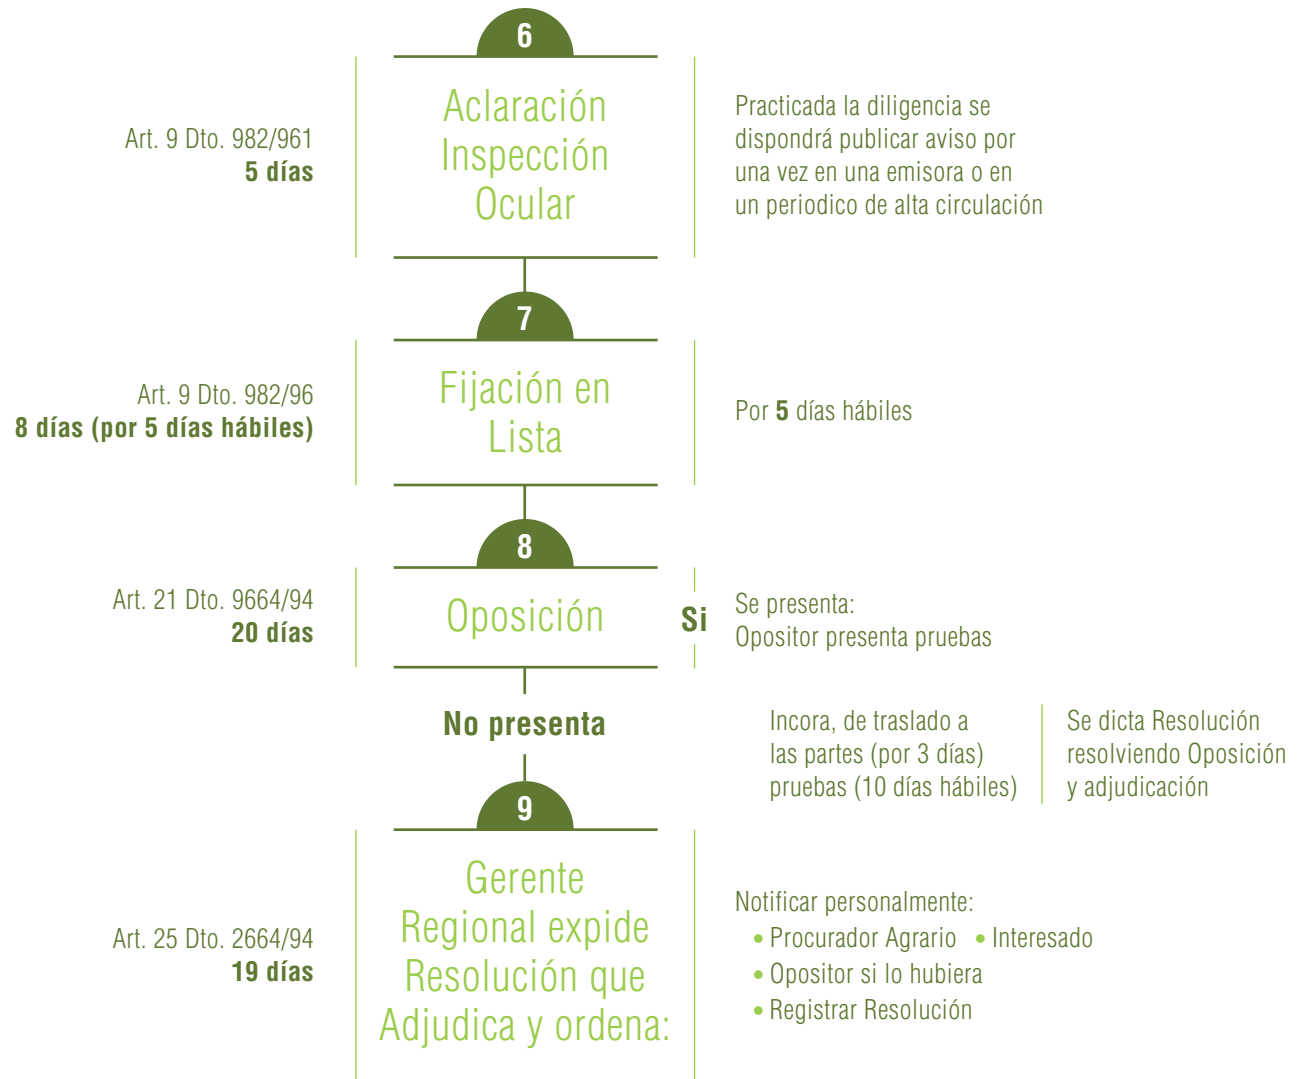 6
Art. 9 Dto. 982/961
5 días
Aclaración
Inspección
Ocular
Practicada la diligencia se
dispondrá publicar aviso por
una vez en una emisora o en
un periodico de alta circulación
7
Art. 9 Dto. 982/96
8 días (por 5 días hábiles)
Fijación en
Lista
Por 5 días hábiles
8
Art. 21 Dto. 9664/94
20 días
Oposición
Si
Se presenta:
Opositor presenta pruebas
No presenta
Incora, de traslado a
las partes (por 3 días)
pruebas (10 días hábiles)
Se dicta Resolución
resolviendo Oposición
y adjudicación
9
Art. 25 Dto. 2664/94
19 días
Gerente
Regional expide
Resolución que
Adjudica y ordena:
Notificar personalmente:
• Procurador Agrario • Interesado
• Opositor si lo hubiera
• Registrar Resolución